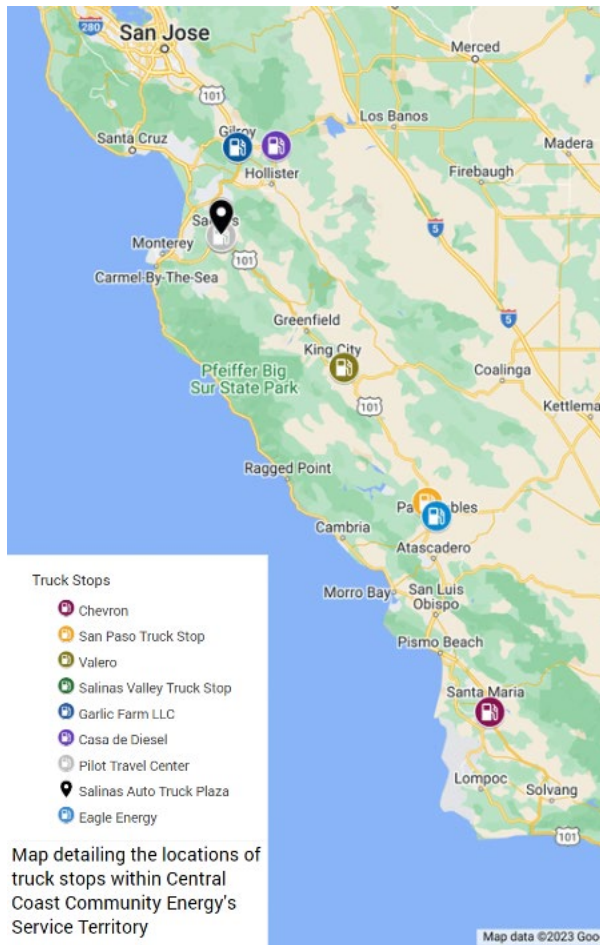 280
San Jose
Merced
101
Los Banos
Santa Cruz
Gilroy
Madera
Hollister
Firebaugh
5
Monterey
101
Carmel-By-The-Sea
Greenfield
5
King City
Coalinga
Pfeiffer Big
Sur State Park
101
Kettlema
Ragged Point
Cambria
Atascadero
Morro Bay
San Luis
Obispo
Pismo Beach
Santa Maria
Lompoc
Solvang
101
Truck Stops
Chevron
San Paso Truck Stop
Valero
Salinas Valley Truck Stop
Garlic Farm LLC
Casa de Diesel
Pilot Travel Center
Salinas Auto Truck Plaza
Eagle Energy
Map detailing the locations of
truck stops within Central
Coast Community Energy's
Service Territory
Map data ©2023 Goo